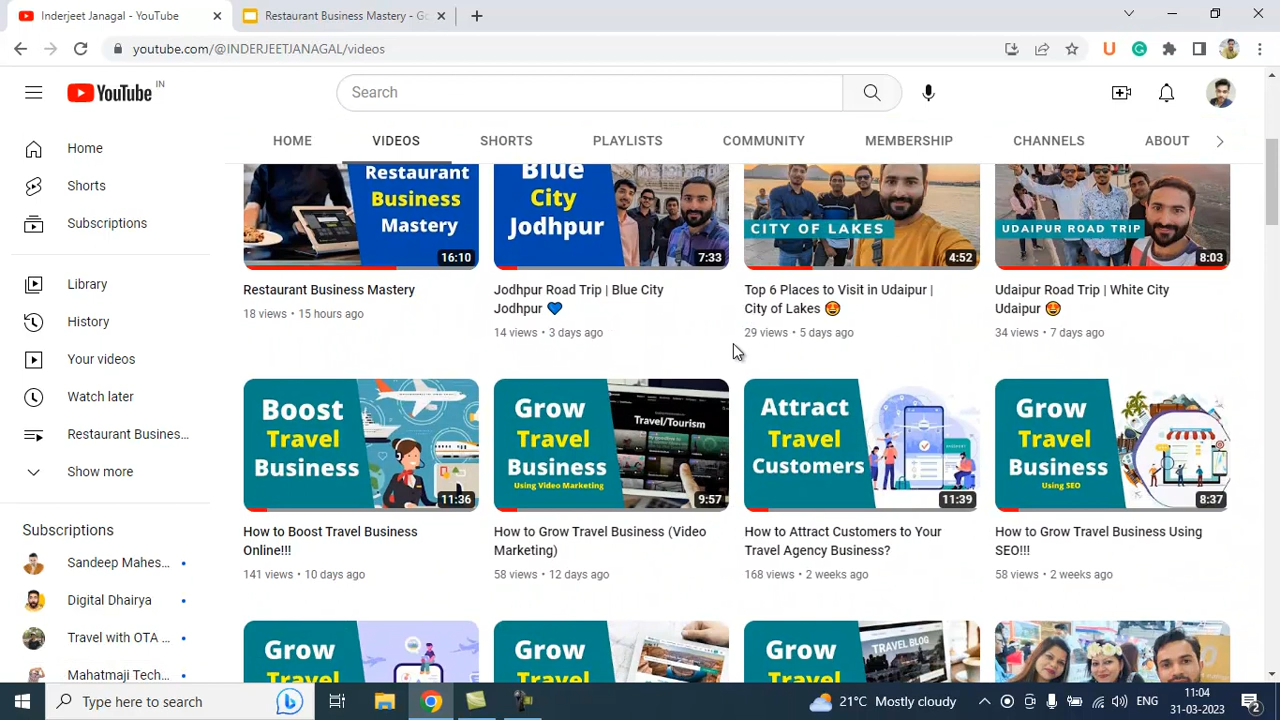 Inderjeet Janagal - YouTube
Restaurant Business Mastery - Go
youtube.com/@INDERJEETJANAGAL/videos
YouTube IN
Search
HOME VIDEOS SHORTS PLAYLISTS COMMUNITY MEMBERSHIP CHANNELS ABOUT
Home
Shorts
Subscriptions
Library
History
Your videos
Watch later
Restaurant Busines...
Show more
Subscriptions
Sandeep Mahes...
Digital Dhairya
Travel with OTA ...
Mahatmaji Tech...
Restaurant
Business
Mastery
16:10
Restaurant Business Mastery
18 views • 15 hours ago
Blue
City
Jodhpur
7:33
Jodhpur Road Trip | Blue City
Jodhpur 💙
14 views • 3 days ago
CITY OF LAKES
4:52
Top 6 Places to Visit in Udaipur |
City of Lakes 🤩
29 views • 5 days ago
UDAIPUR ROAD TRIP
8:03
Udaipur Road Trip | White City
Udaipur 🤩
34 views • 7 days ago
Boost
Travel
Business
11:36
How to Boost Travel Business
Online!!!
141 views • 10 days ago
Grow
Travel
Business
Using Video Marketing
Travel/Tourism
9:57
How to Grow Travel Business (Video
Marketing)
58 views • 12 days ago
Attract
Travel
Customers
11:39
How to Attract Customers to Your
Travel Agency Business?
168 views • 2 weeks ago
Grow
Travel
Business
Using SEO
8:37
How to Grow Travel Business Using
SEO!!!
58 views • 2 weeks ago
Grow
Travel
Grow
Travel
Grow
Travel
TRAVEL BLOG
Type here to search
21°C Mostly cloudy
ENG
11:04
31-03-2023
2